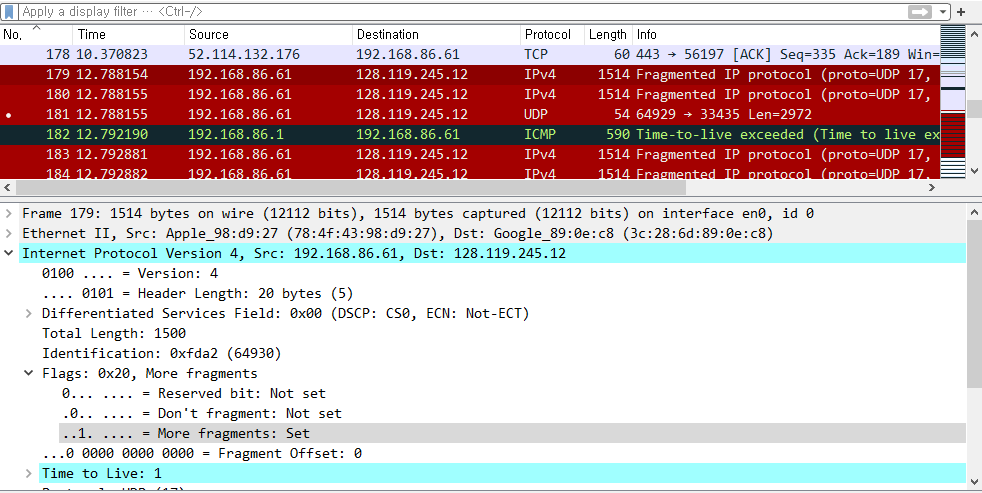 Apply a display filter ··· <Ctrl-/>
No. Time Source Destination Protocol Length Info
178 10.370823 52.114.132.176 192.168.86.61 TCP 60 443 → 56197 [ACK] Seq=335 Ack=189 Win=
179 12.788154 192.168.86.61 128.119.245.12 IPv4 1514 Fragmented IP protocol (proto=UDP 17,
180 12.788155 192.168.86.61 128.119.245.12 IPv4 1514 Fragmented IP protocol (proto=UDP 17,
181 12.788155 192.168.86.61 128.119.245.12 UDP 54 64929 → 33435 Len=2972
182 12.792190 192.168.86.1 192.168.86.61 ICMP 590 Time-to-live exceeded (Time to live ex
183 12.792881 192.168.86.61 128.119.245.12 IPv4 1514 Fragmented IP protocol (proto=UDP 17,
184 12.792882 192.168.86.61 128.119.245.12 IPv4 1514 Fragmented IP protocol (proto=UDP 17,
Frame 179: 1514 bytes on wire (12112 bits), 1514 bytes captured (12112 bits) on interface en0, id 0
Ethernet II, Src: Apple_98:d9:27 (78:4f:43:98:d9:27), Dst: Google_89:0e:c8 (3c:28:6d:89:0e:c8)
Internet Protocol Version 4, Src: 192.168.86.61, Dst: 128.119.245.12
0100 .... = Version: 4
.... 0101 = Header Length: 20 bytes (5)
Differentiated Services Field: 0x00 (DSCP: CS0, ECN: Not-ECT)
Total Length: 1500
Identification: 0xfda2 (64930)
Flags: 0x20, More fragments
0... .... = Reserved bit: Not set
.0.. .... = Don't fragment: Not set
..1. .... = More fragments: Set
...0 0000 0000 0000 = Fragment Offset: 0
Time to Live: 1